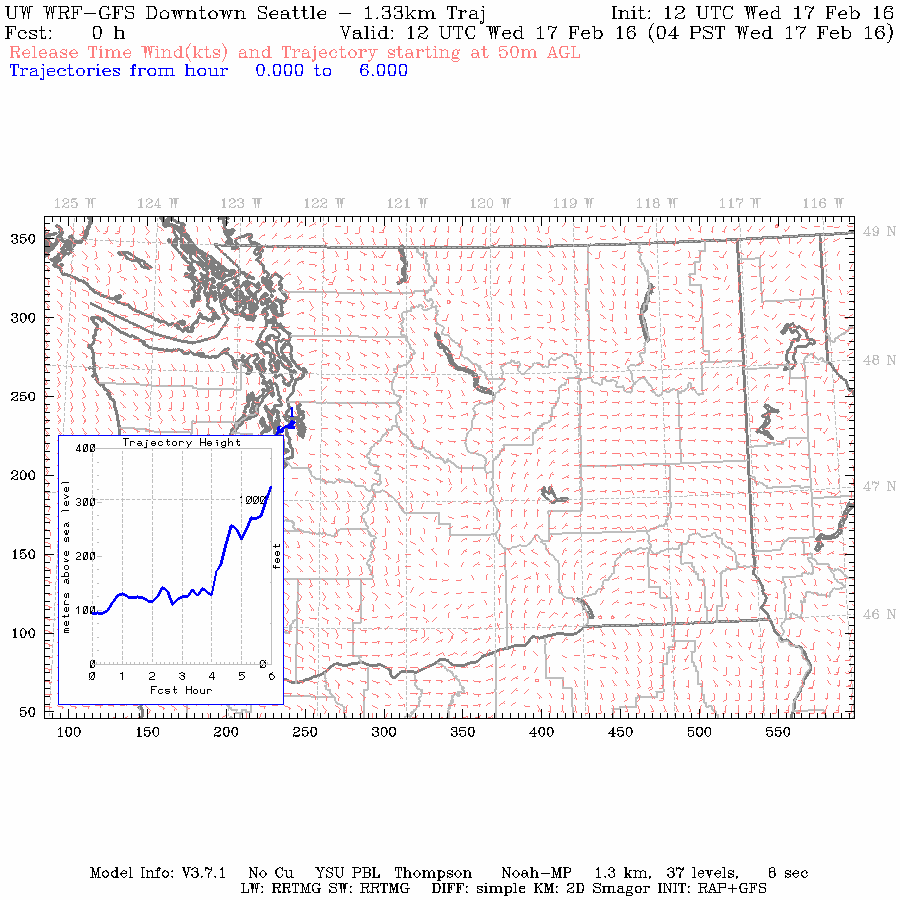 UW WRF-GFS Downtown Seattle - 1.33km Traj Init: 12 UTC Wed 17 Feb 16
Fcst: 0 h Valid: 12 UTC Wed 17 Feb 16 (04 PST Wed 17 Feb 16)
Release Time Wind(kts) and Trajectory starting at 50m AGL
Trajectories from hour 0.000 to 6.000
125 W 124 W 123 W 122 W 121 W 120 W 119 W 118 W 117 W 116 W
350 49 N
300
48 N
250
1
Trajectory Height
400
200
300 1000
47 N
meters above sea level
feet
150
200
100
46 N
100
0 0
0 1 2 3 4 5 6
Fcst Hour
50
100 150 200 250 300 350 400 450 500 550
Model Info: V3.7.1 No Cu YSU PBL Thompson Noah-MP 1.3 km, 37 levels, 8 sec
LW: RRTMG SW: RRTMG DIFF: simple KM: 2D Smagor INIT: RAP+GFS